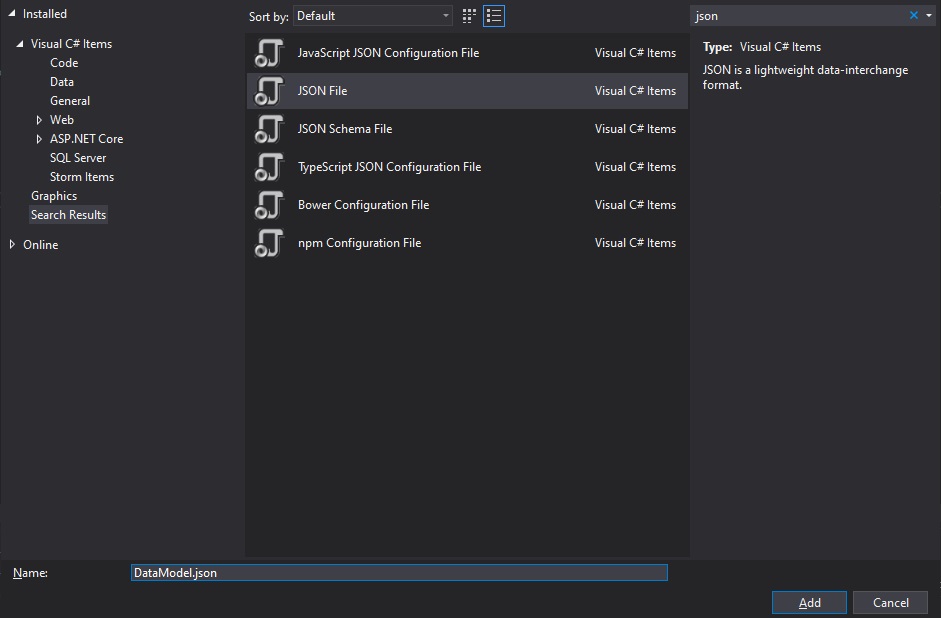 Installed
Visual C# Items
Code
Data
General
Web
ASP.NET Core
SQL Server
Storm Items
Graphics
Search Results
Online
Sort by: Default
JavaScript JSON Configuration File Visual C# Items
JSON File Visual C# Items
JSON Schema File Visual C# Items
TypeScript JSON Configuration File Visual C# Items
Bower Configuration File Visual C# Items
npm Configuration File Visual C# Items
json
Type: Visual C# Items
JSON is a lightweight data-interchange
format.
Name: DataModel.json
Add Cancel